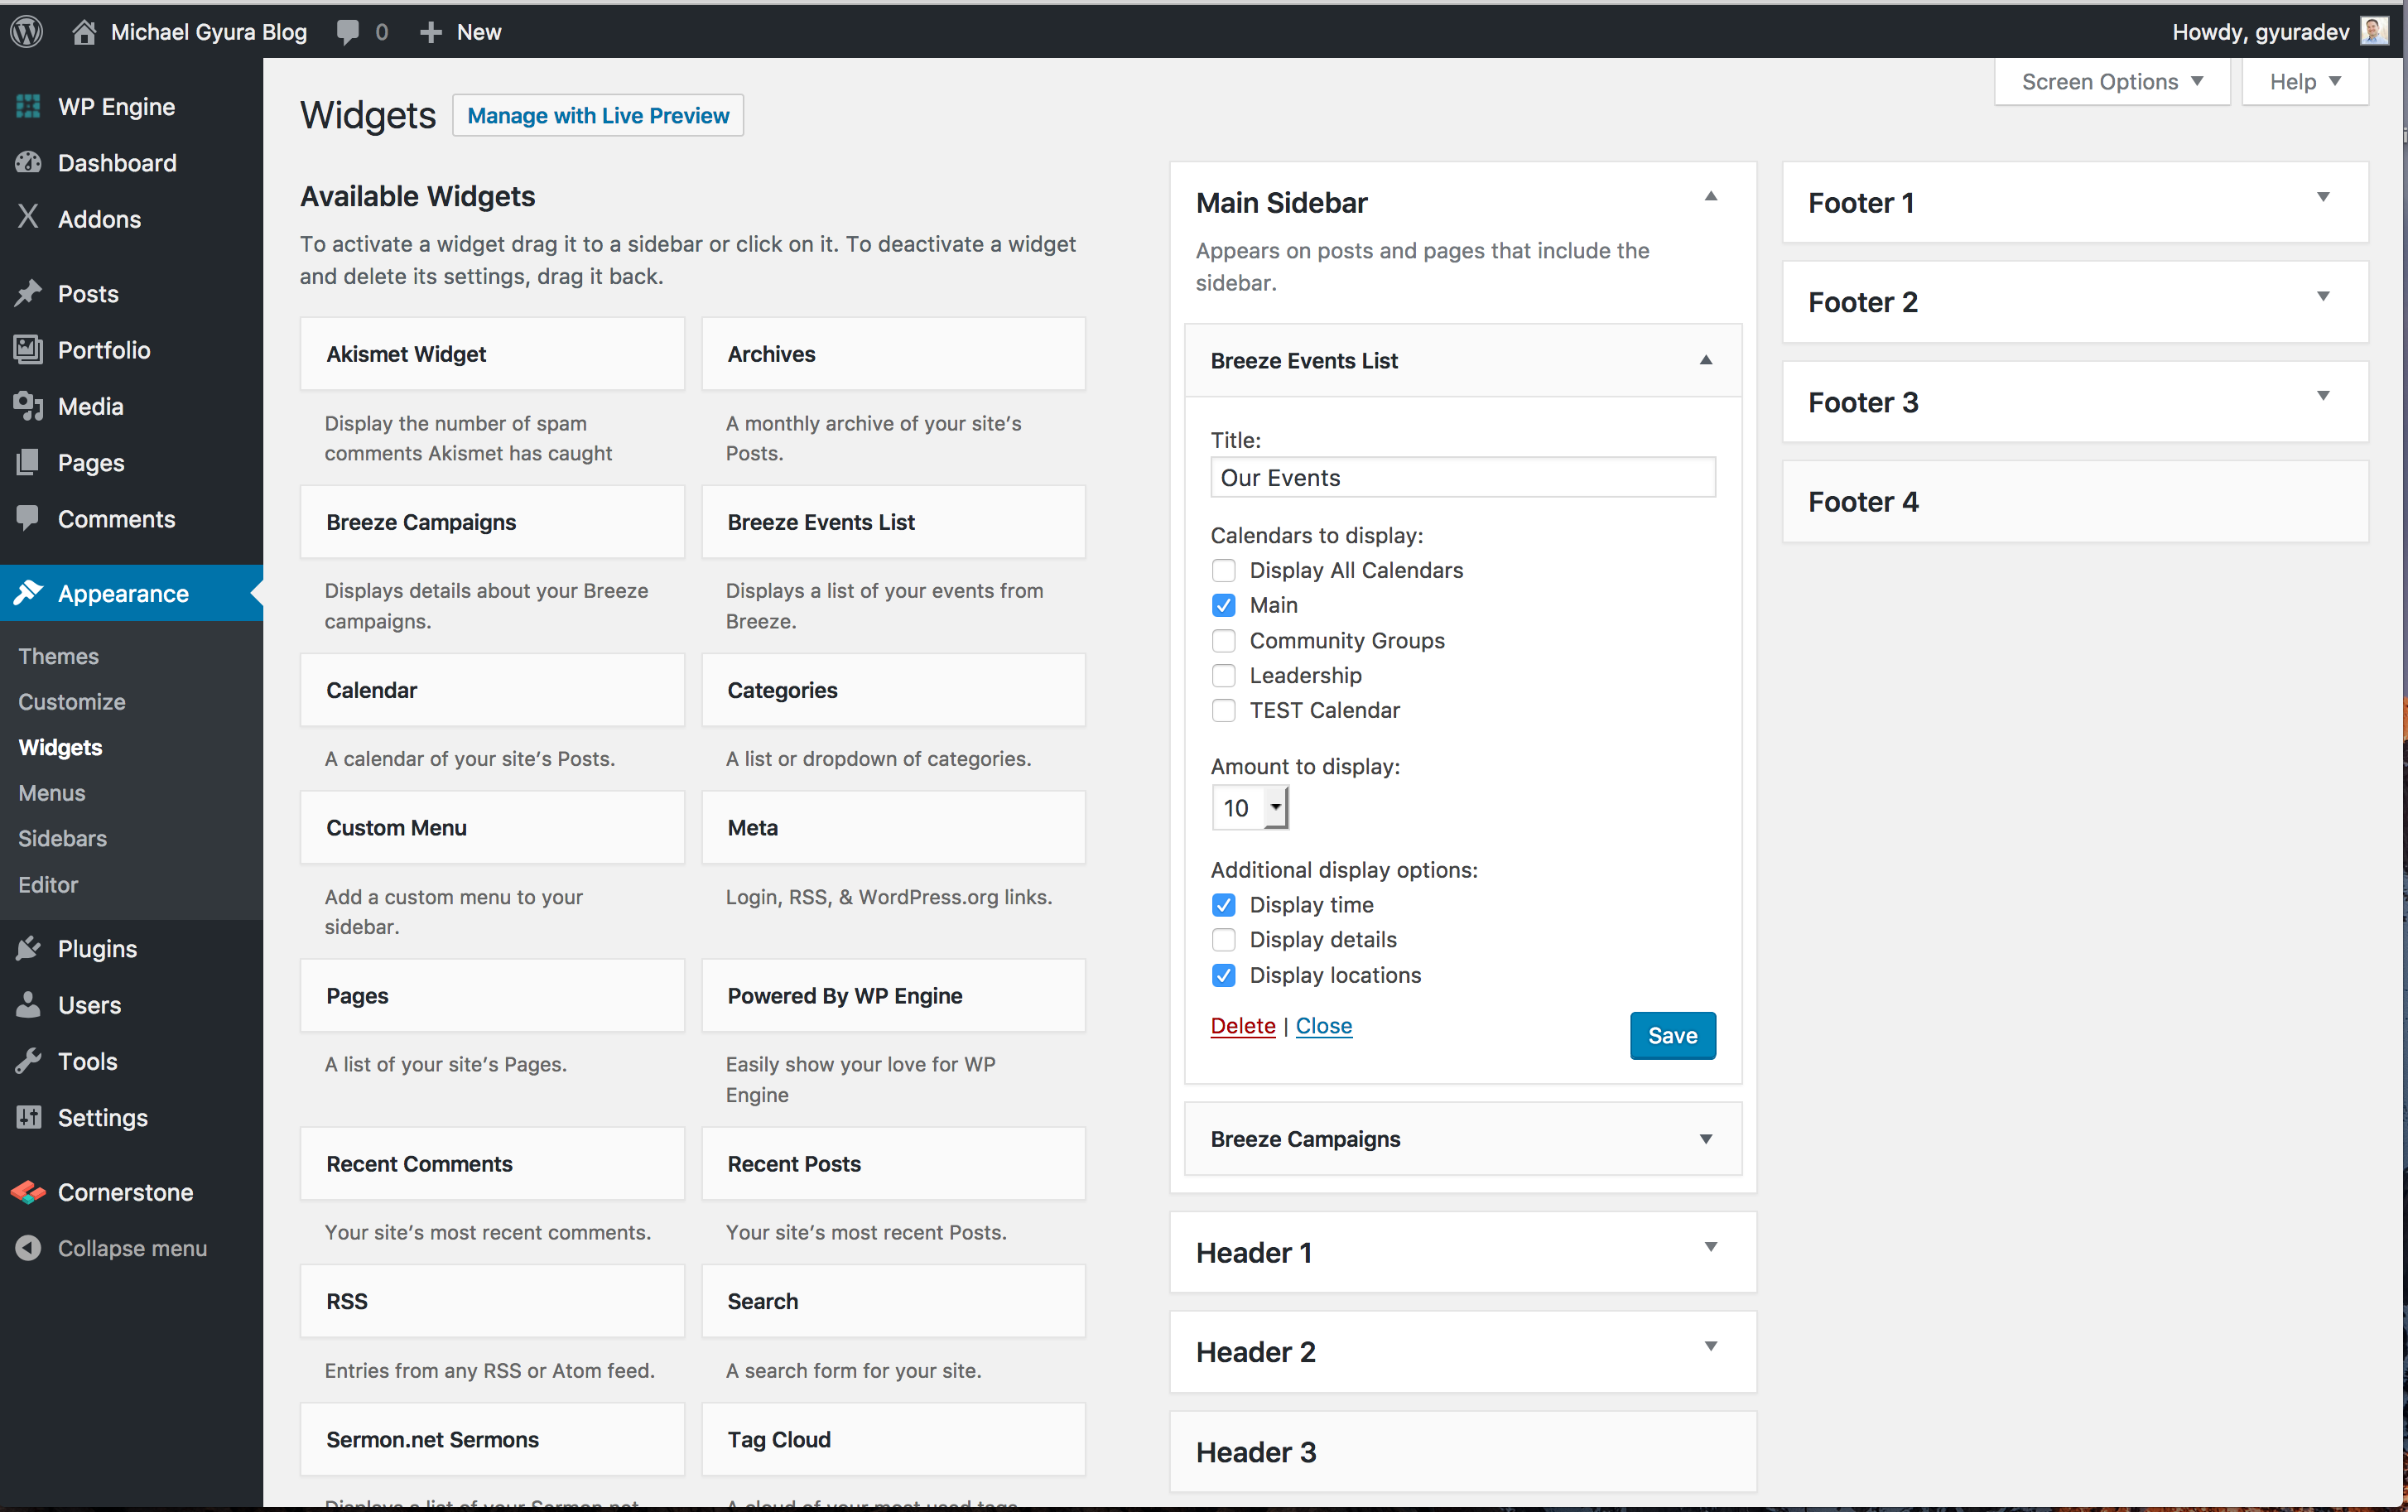 Michael Gyura Blog 0 New Howdy, gyuradev
Screen Options Help
WP Engine
Dashboard
Addons
Posts
Portfolio
Media
Pages
Comments
Appearance
Themes
Customize
Widgets
Menus
Sidebars
Editor
Plugins
Users
Tools
Settings
Cornerstone
Collapse menu
Widgets Manage with Live Preview
Available Widgets
To activate a widget drag it to a sidebar or click on it. To deactivate a widget
and delete its settings, drag it back.
Akismet Widget
Display the number of spam
comments Akismet has caught
Archives
A monthly archive of your site’s
Posts.
Breeze Campaigns
Displays details about your Breeze
campaigns.
Breeze Events List
Displays a list of your events from
Breeze.
Calendar
A calendar of your site’s Posts.
Categories
A list or dropdown of categories.
Custom Menu
Add a custom menu to your
sidebar.
Meta
Login, RSS, & WordPress.org links.
Pages
A list of your site’s Pages.
Powered By WP Engine
Easily show your love for WP
Engine
Recent Comments
Your site’s most recent comments.
Recent Posts
Your site’s most recent Posts.
RSS
Entries from any RSS or Atom feed.
Search
A search form for your site.
Sermon.net Sermons
Displays a list of your Sermon.net
Tag Cloud
A cloud of your most used tags.
Main Sidebar
Appears on posts and pages that include the
sidebar.
Breeze Events List
Title:
Our Events
Calendars to display:
Display All Calendars
Main
Community Groups
Leadership
TEST Calendar
Amount to display:
10
Additional display options:
Display time
Display details
Display locations
Delete | Close
Save
Breeze Campaigns
Header 1
Header 2
Header 3
Footer 1
Footer 2
Footer 3
Footer 4